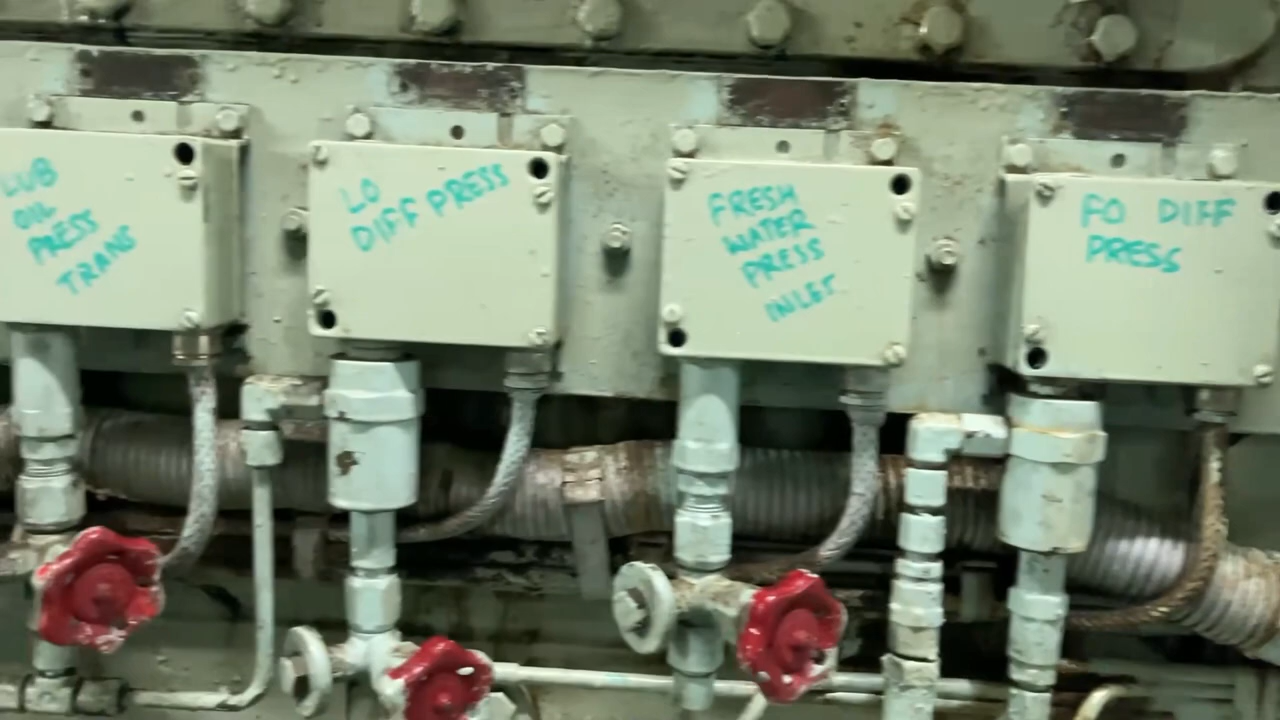 LUB
OIL
PRESS
TRANS
LO
DIFF PRESS
FRESH
WATER
PRESS
INLET
FO DIFF
PRESS